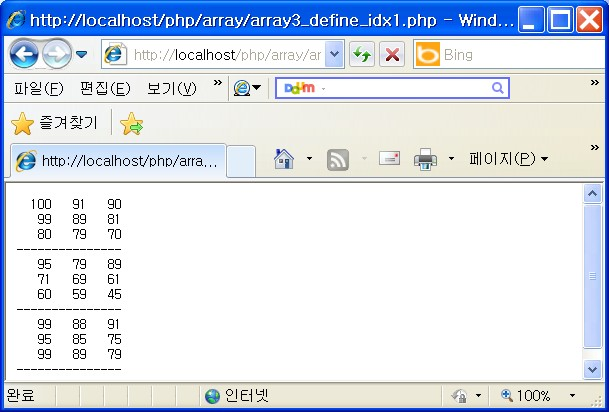 http://localhost/php/array/array3_define_idx1.php - Wind...
http://localhost/php/array/ar
Bing
파일(F) 편집(E) 보기(V) »
Daum
»
즐겨찾기
http://localhost/php/arra...
페이지(P)
»
100 91 90
99 89 81
80 79 70
---------------
95 79 89
71 69 61
60 59 45
---------------
99 88 91
95 85 75
99 89 79
---------------
완료 인터넷 100%